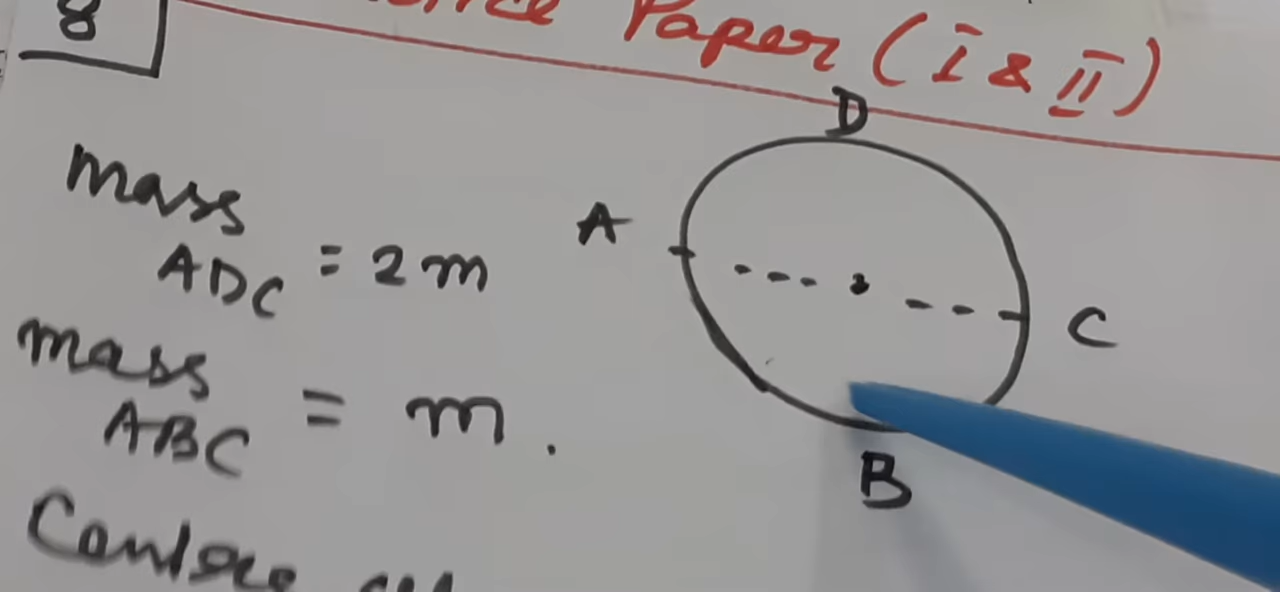 8
Paper (I & II)
D
mass
ADC = 2m
A
C
mass
ABC = m.
B